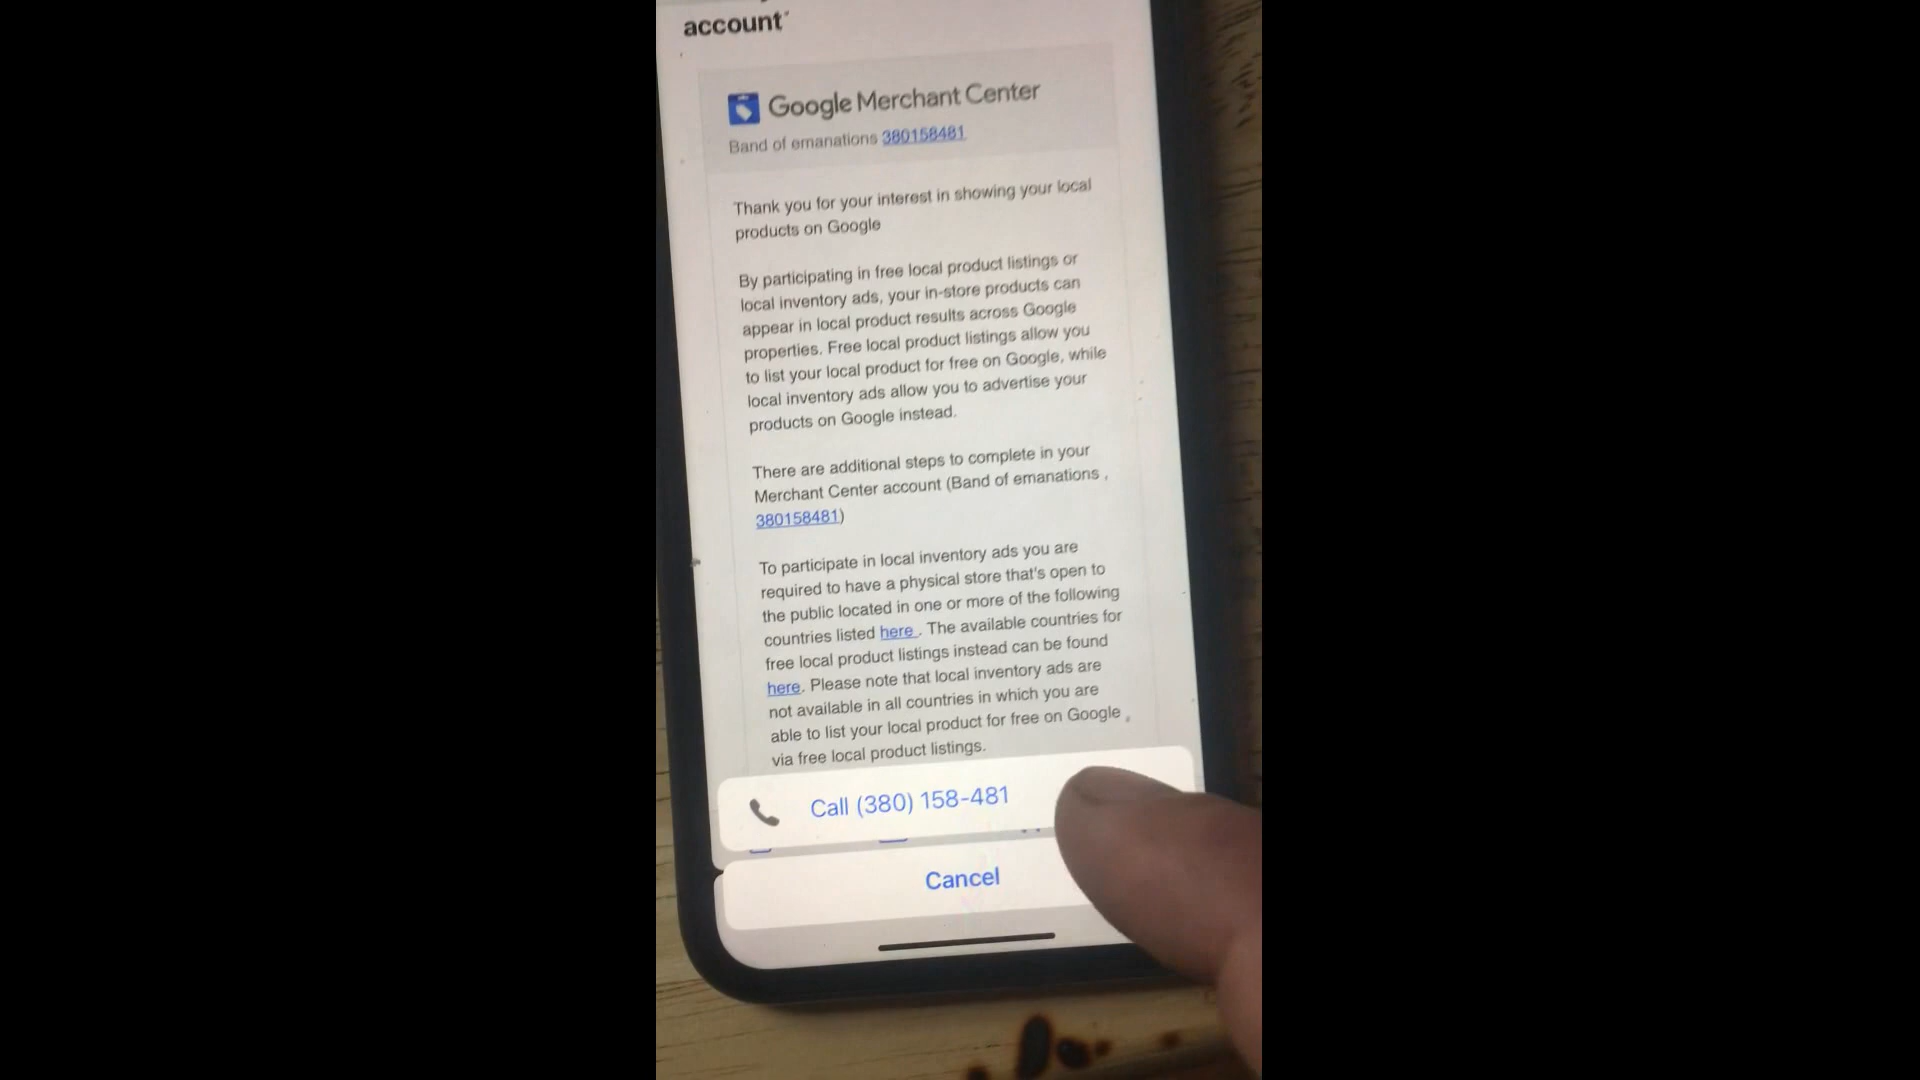 account
Google Merchant Center
Band of emanations 380158481
Thank you for your interest in showing your local
products on Google
By participating in free local product listings or
local inventory ads, your in-store products can
appear in local product results across Google
properties. Free local product listings allow you
to list your local product for free on Google, while
local inventory ads allow you to advertise your
products on Google instead.
There are additional steps to complete in your
Merchant Center account (Band of emanations ,
380158481)
To participate in local inventory ads you are
required to have a physical store that's open to
the public located in one or more of the following
countries listed here . The available countries for
free local product listings instead can be found
here. Please note that local inventory ads are
not available in all countries in which you are
able to list your local product for free on Google ,
via free local product listings.
Call (380) 158-481
Cancel